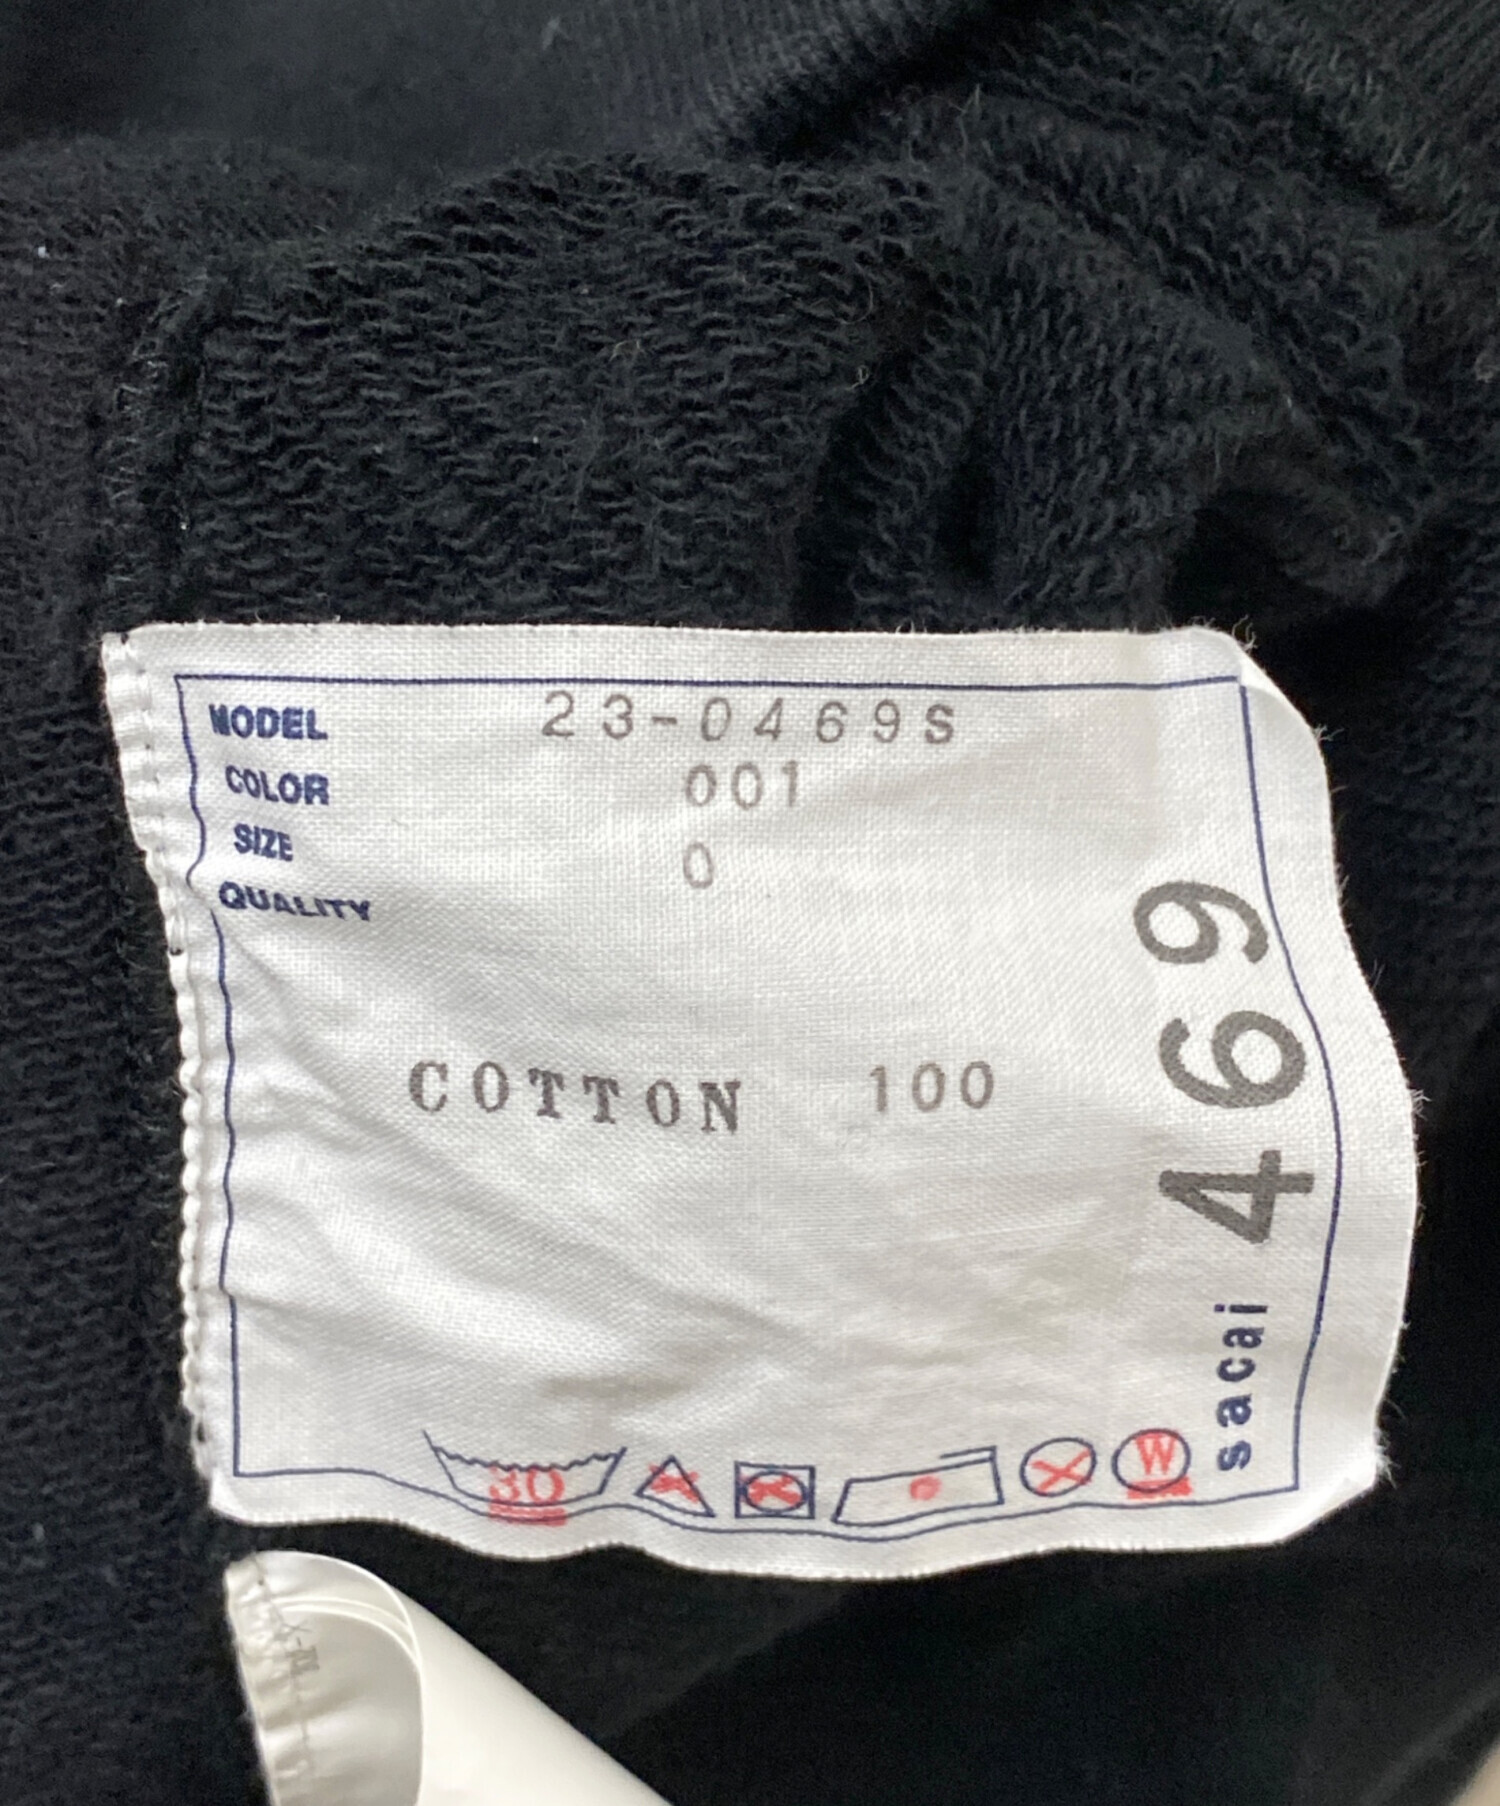 MODEL 23-0469S
COLOR 001
SIZE 0
QUALITY
COTTON 100
sacai 469
30
W